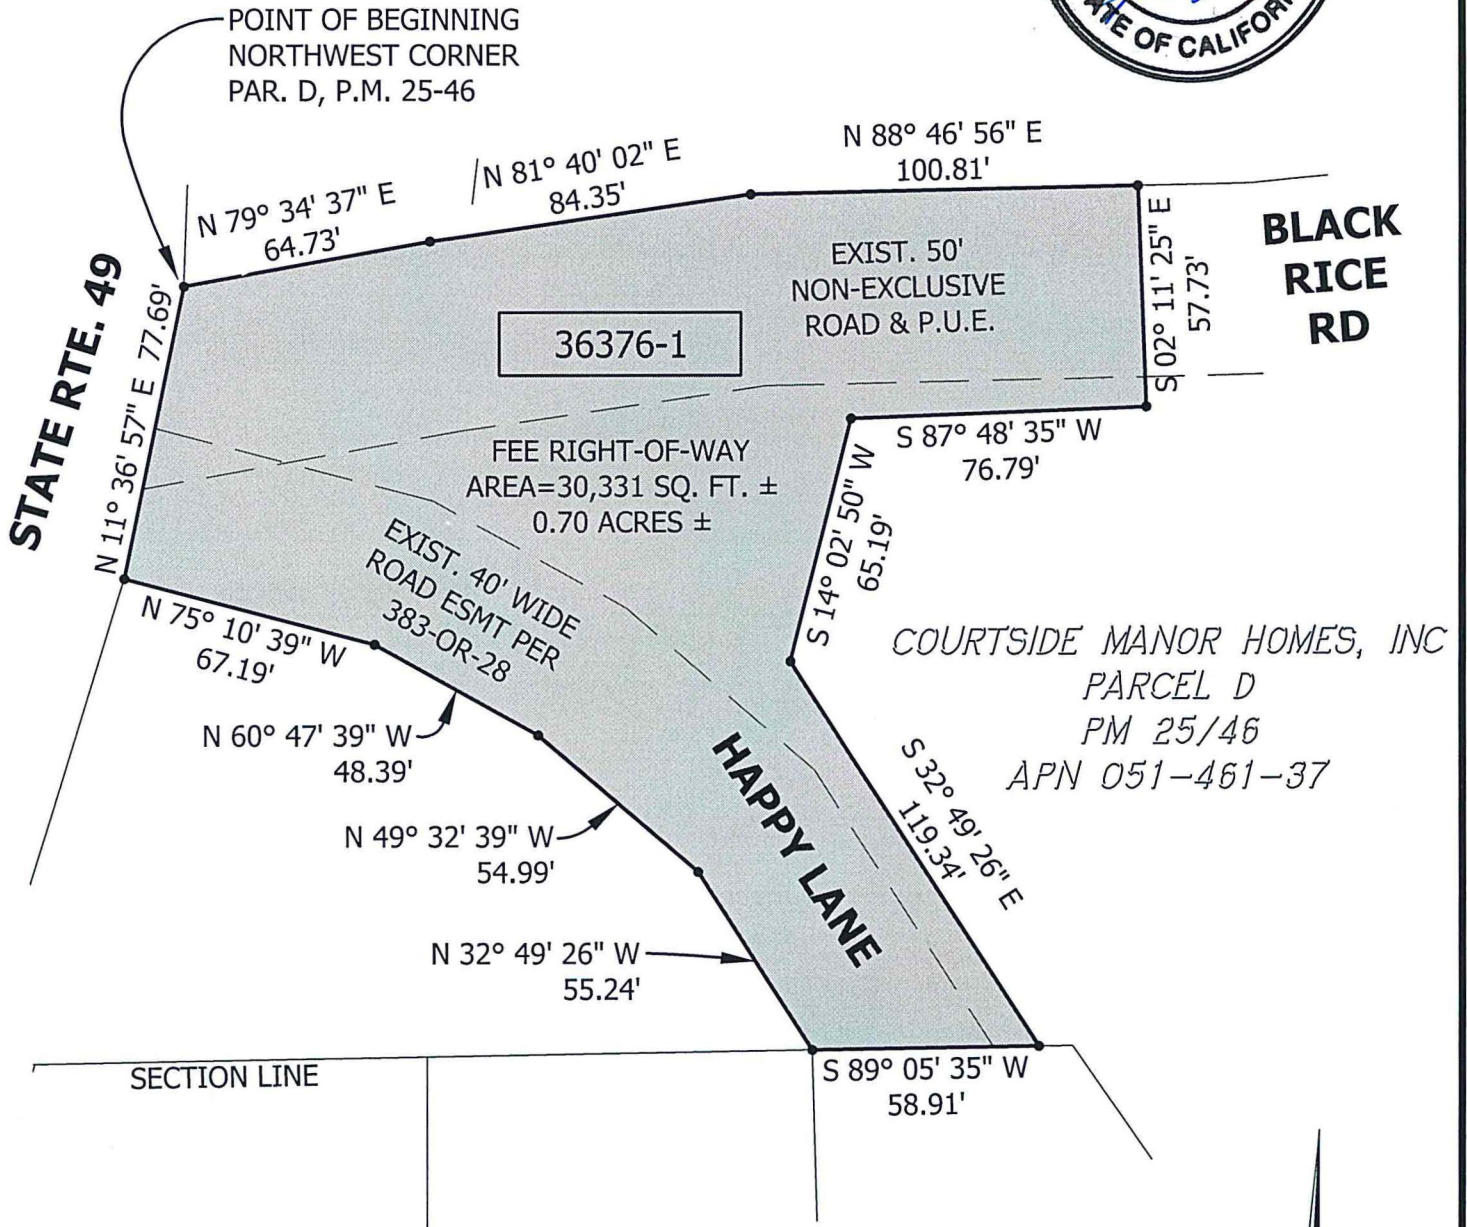 POINT OF BEGINNING
NORTHWEST CORNER
PAR. D, P.M. 25-46
OF CALIFOR
N 79° 34' 37" E
64.73'
N 81° 40' 02" E
84.35'
N 88° 46' 56" E
100.81'
S 02° 11' 25" E
57.73'
BLACK
RICE
RD
STATE RTE. 49
N 11° 36' 57" E 77.69'
EXIST. 50'
NON-EXCLUSIVE
ROAD & P.U.E.
36376-1
FEE RIGHT-OF-WAY
AREA=30,331 SQ. FT. ±
0.70 ACRES ±
S 87° 48' 35" W
76.79'
S 14° 02' 50" W
65.19'
EXIST. 40' WIDE
ROAD ESMT PER
383-OR-28
N 75° 10' 39" W
67.19'
COURTSIDE MANOR HOMES, INC
PARCEL D
PM 25/46
APN 051-461-37
N 60° 47' 39" W
48.39'
HAPPY LANE
S 32° 49' 26" E
119.34'
N 49° 32' 39" W
54.99'
N 32° 49' 26" W
55.24'
SECTION LINE
S 89° 05' 35" W
58.91'